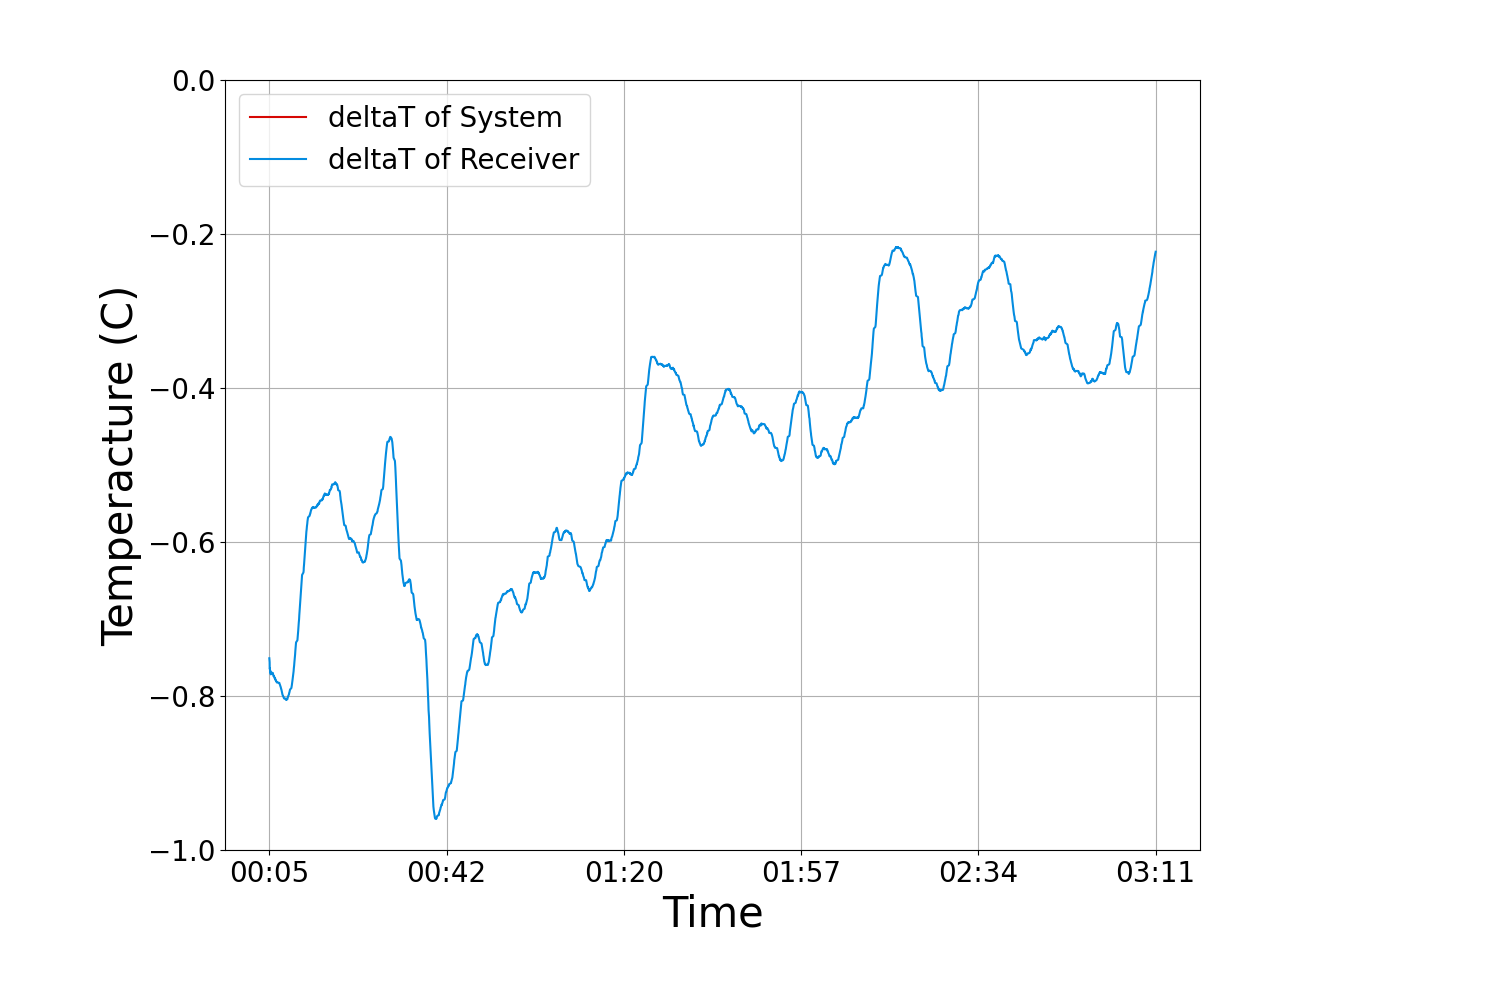 0.0
deltaT of System
deltaT of Receiver
−0.2
−0.4
−0.6
−0.8
−1.0
Temperacture (C)
00:05 00:42 01:20 01:57 02:34 03:11
Time